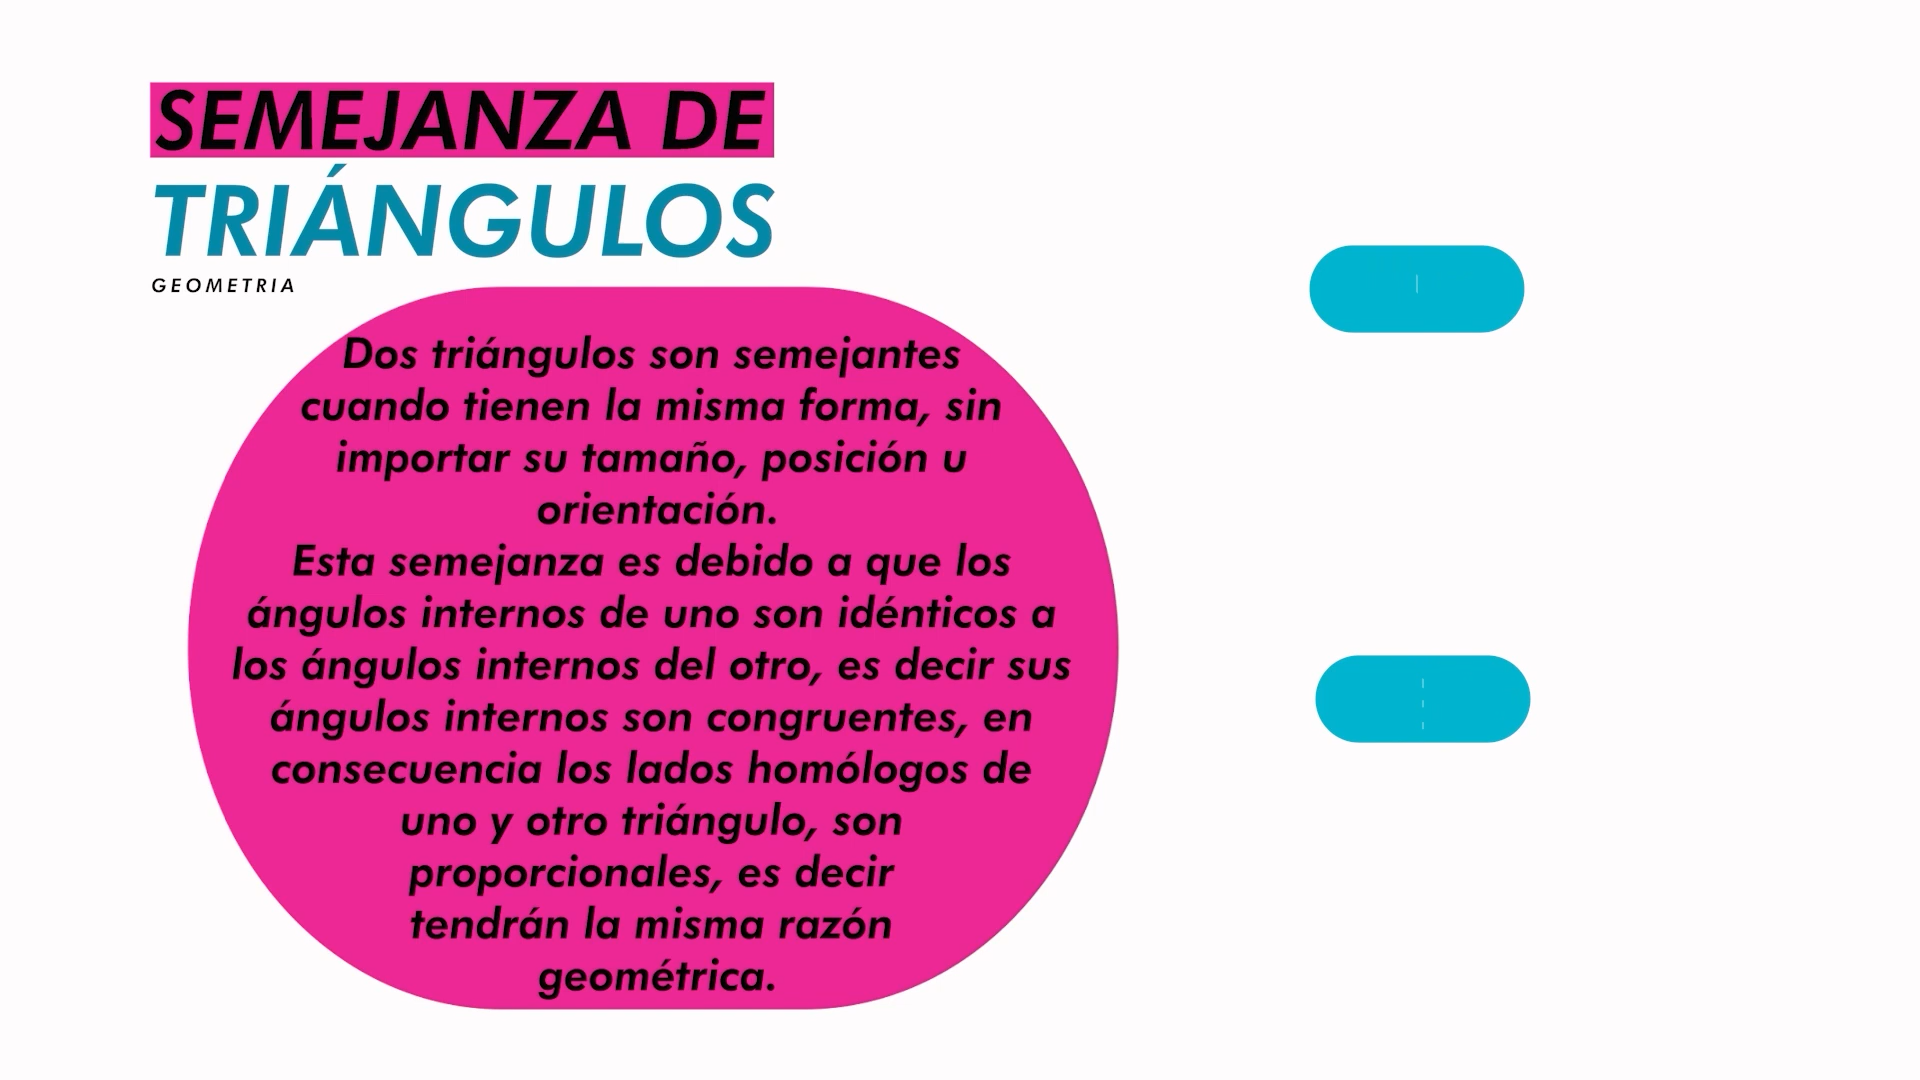 SEMEJANZA DE
TRIÁNGULOS
GEOMETRIA
Dos triángulos son semejantes
cuando tienen la misma forma, sin
importar su tamaño, posición u
orientación.
Esta semejanza es debido a que los
ángulos internos de uno son idénticos a
los ángulos internos del otro, es decir sus
ángulos internos son congruentes, en
consecuencia los lados homólogos de
uno y otro triángulo, son
proporcionales, es decir
tendrán la misma razón
geométrica.